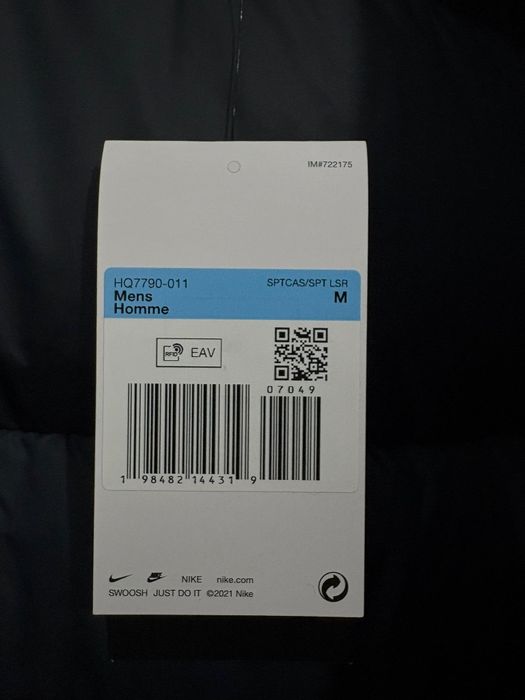 IM#722175
HQ7790-011 SPTCAS/SPT LSR
Mens M
Homme
RFID EAV
07049
1 98482 14431 9
NIKE nike.com
SWOOSH JUST DO IT ©2021 Nike